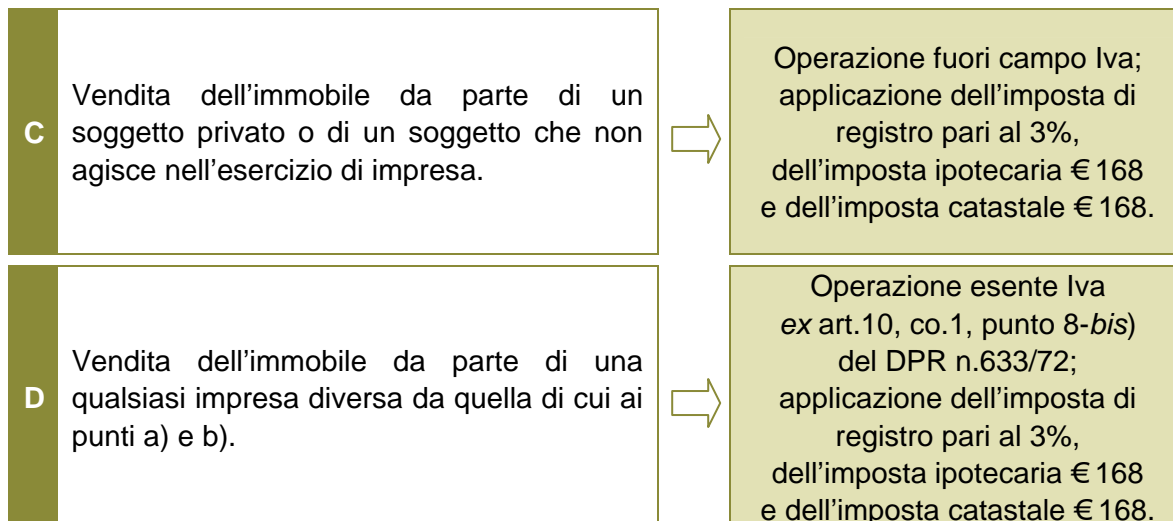 C
Vendita dell'immobile da parte di un
soggetto privato o di un soggetto che non
agisce nell'esercizio di impresa.
Operazione fuori campo Iva;
applicazione dell'imposta di
registro pari al 3%,
dell'imposta ipotecaria € 168
e dell'imposta catastale € 168.
D
Vendita dell'immobile da parte di una
qualsiasi impresa diversa da quella di cui ai
punti a) e b).
Operazione esente Iva
ex art.10, co.1, punto 8-bis)
del DPR n.633/72;
applicazione dell'imposta di
registro pari al 3%,
dell'imposta ipotecaria € 168
e dell'imposta catastale € 168.